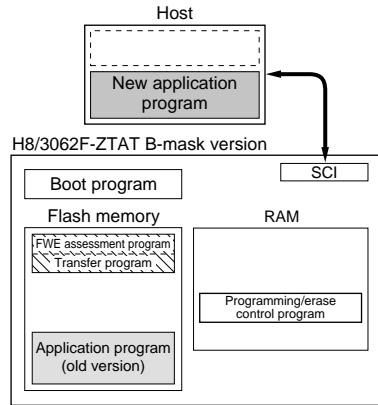 Host
New application
program
H8/3062F-ZTAT B-mask version
SCI
Boot program
Flash memory
RAM
FWE assessment program
Transfer program
Programming/erase
control program
Application program
(old version)